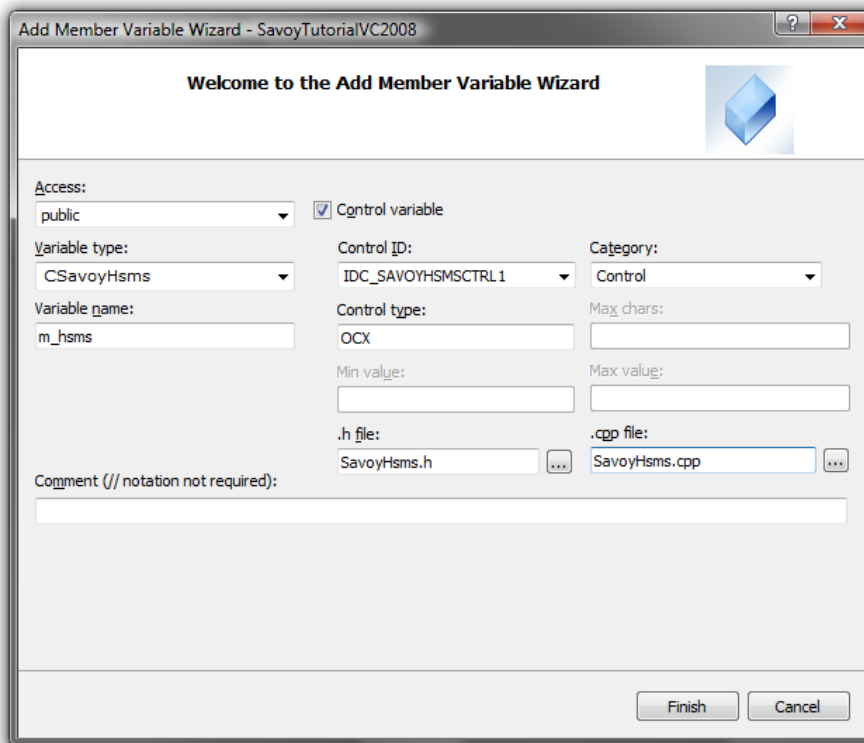 Add Member Variable Wizard - SavoyTutorialVC2008
Welcome to the Add Member Variable Wizard
Access:
public
Control variable
Variable type:
Control ID:
Category:
CSavoyHsms
IDC_SAVOYHSMSCTRL1
Control
Variable name:
Control type:
Max chars:
m_hsms
OCX
Min value:
Max value:
.h file:
.cpp file:
SavoyHsms.h
...
SavoyHsms.cpp
...
Comment (// notation not required):
Finish
Cancel